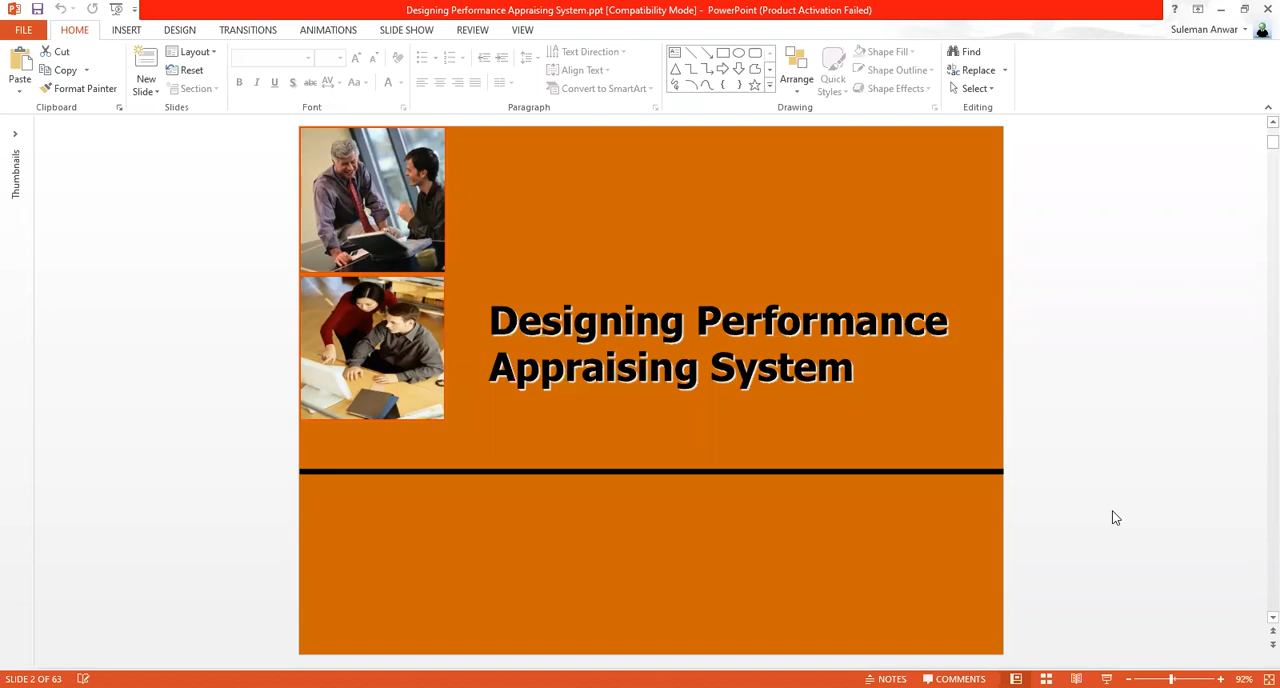 Designing Performance Appraising System.ppt [Compatibility Mode] - PowerPoint (Product Activation Failed)
FILE HOME INSERT DESIGN TRANSITIONS ANIMATIONS SLIDE SHOW REVIEW VIEW Suleman Anwar
Paste
Cut
Copy
Format Painter
Clipboard
New
Slide
Layout
Reset
Section
Slides
B I U S abc AV Aa A
Font
Text Direction
Align Text
Convert to SmartArt
Paragraph
Arrange
Quick
Styles
Shape Fill
Shape Outline
Shape Effects
Drawing
Find
Replace
Select
Editing
Thumbnails
Designing Performance
Appraising System
SLIDE 2 OF 63 NOTES COMMENTS 92%